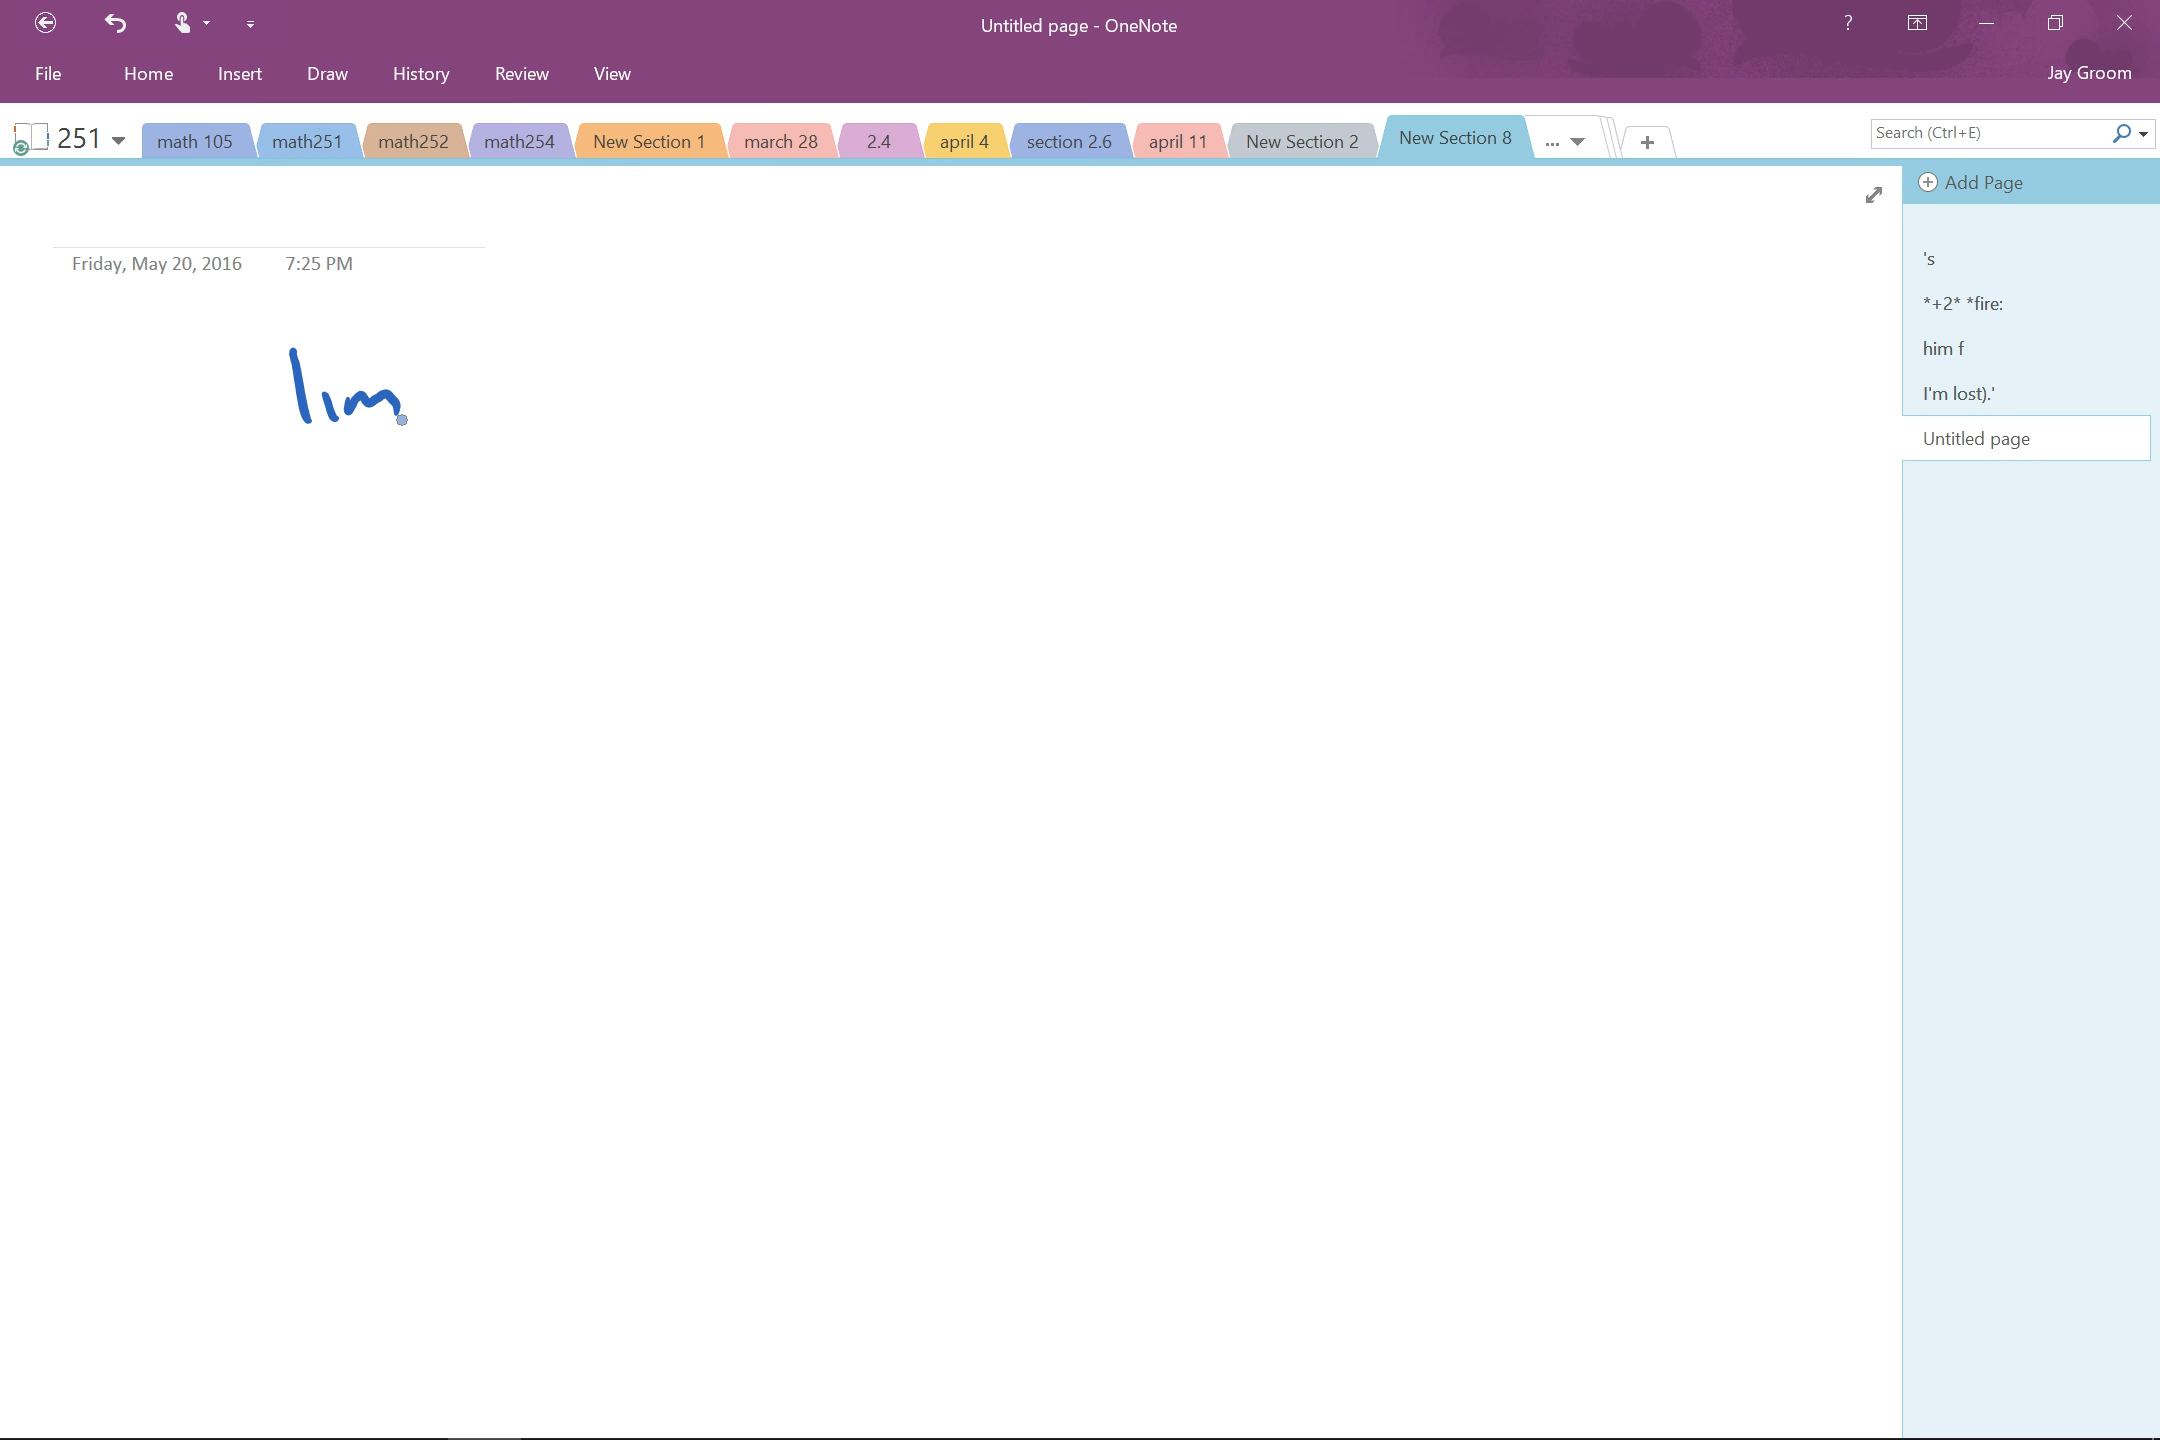 Untitled page - OneNote
?
File Home Insert Draw History Review View
Jay Groom
251 math 105 math251 math252 math254 New Section 1 march 28 2.4 april 4 section 2.6 april 11 New Section 2 New Section 8 ... +
Search (Ctrl+E)
Add Page
Friday, May 20, 2016 7:25 PM
lim
's
*+2* *fire:
him f
I'm lost).'
Untitled page